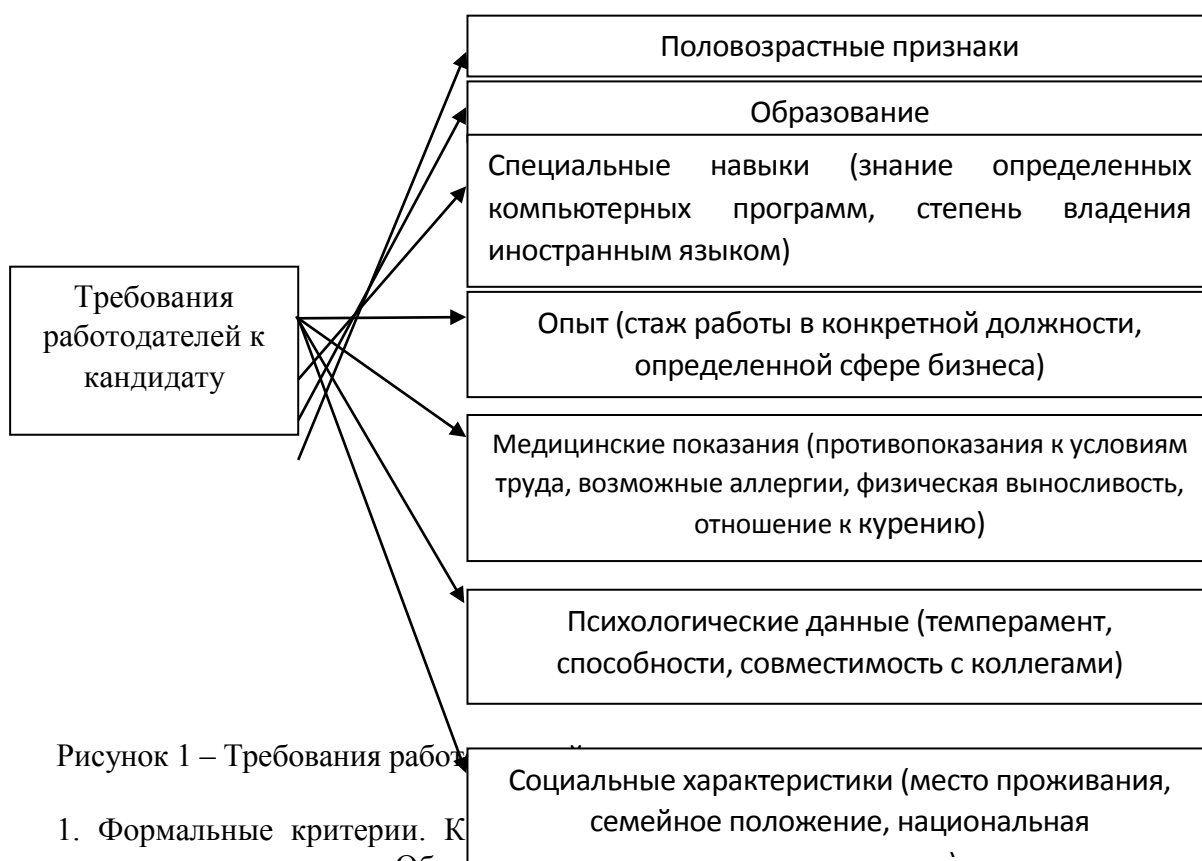 Половозрастные признаки
Образование
Специальные навыки (знание определенных
компьютерных программ, степень владения
иностранным языком)
Требования
работодателей к
кандидату
Опыт (стаж работы в конкретной должности,
определенной сфере бизнеса)
Медицинские показания (противопоказания к условиям
труда, возможные аллергии, физическая выносливость,
отношение к курению)
Психологические данные (темперамент,
способности, совместимость с коллегами)
Рисунок 1 – Требования работ
Социальные характеристики (место проживания,
семейное положение, национальная
1. Формальные критерии. К